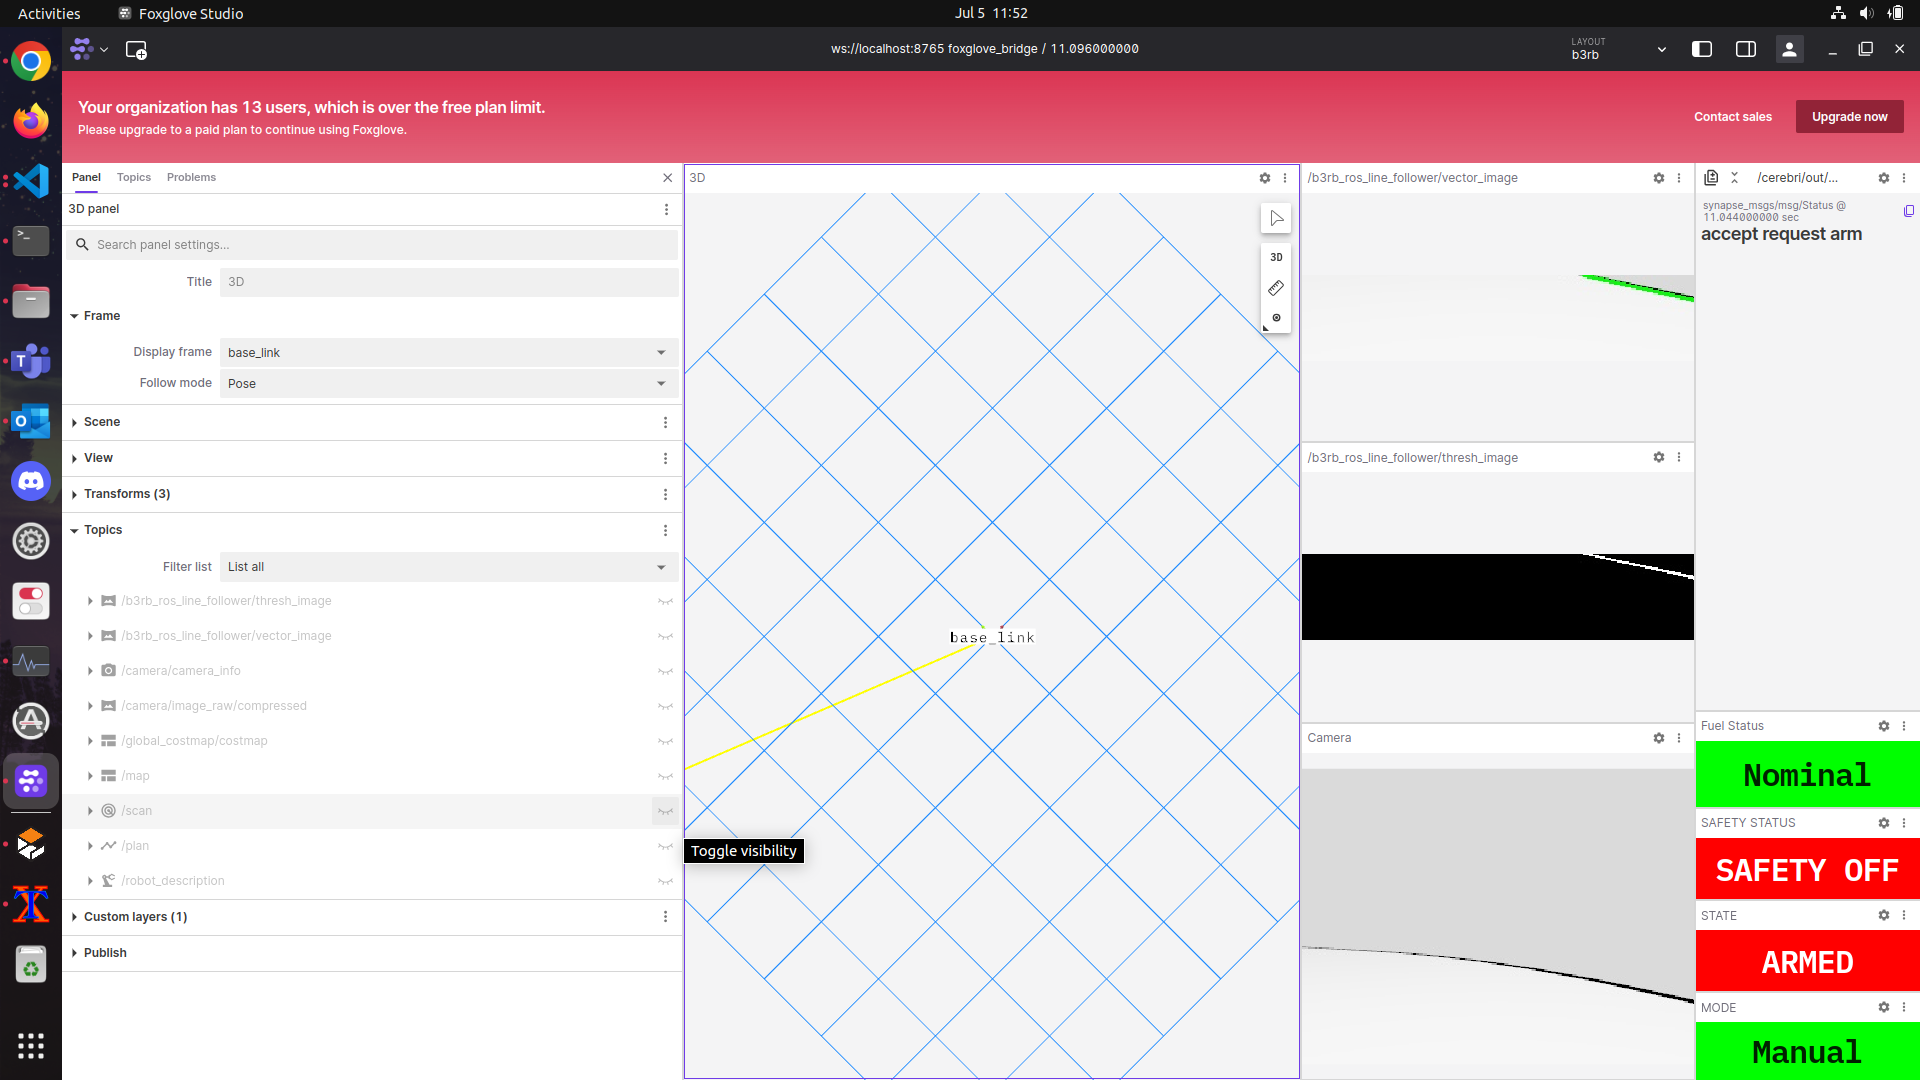 Activities
Foxglove Studio
Jul 5 11:52
ws://localhost:8765 foxglove_bridge / 11.096000000
LAYOUT
b3rb
Your organization has 13 users, which is over the free plan limit.
Please upgrade to a paid plan to continue using Foxglove.
Contact sales
Upgrade now
Panel
Topics
Problems
3D panel
Search panel settings...
Title
3D
Frame
Display frame
base_link
Follow mode
Pose
Scene
View
Transforms (3)
Topics
Filter list
List all
/b3rb_ros_line_follower/thresh_image
/b3rb_ros_line_follower/vector_image
/camera/camera_info
/camera/image_raw/compressed
/global_costmap/costmap
/map
/scan
/plan
/robot_description
Custom layers (1)
Publish
Toggle visibility
3D
3D
base_link
/b3rb_ros_line_follower/vector_image
/b3rb_ros_line_follower/thresh_image
Camera
/cerebri/out/...
synapse_msgs/msg/Status @
11.044000000 sec
accept request arm
Fuel Status
Nominal
SAFETY STATUS
SAFETY OFF
STATE
ARMED
MODE
Manual